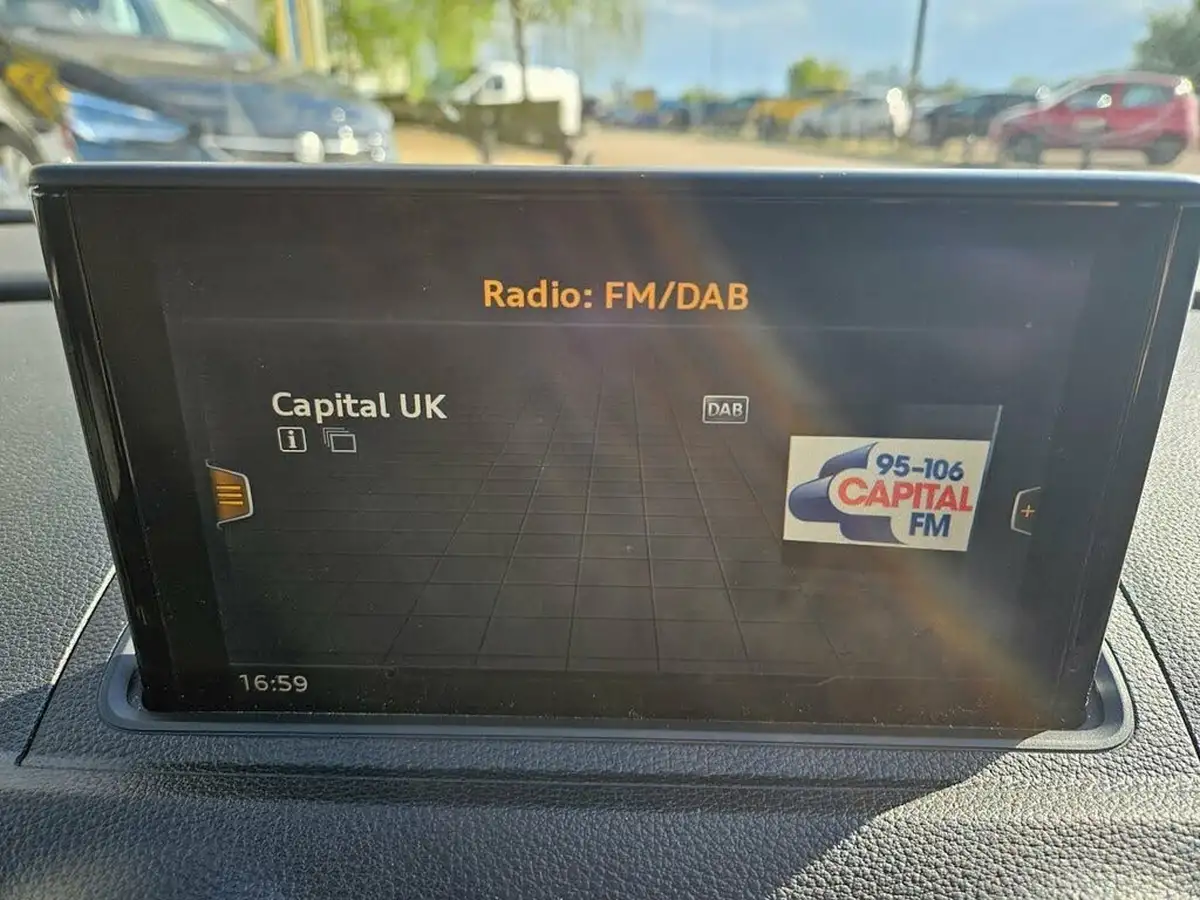 Radio: FM/DAB
Capital UK
DAB
i
95-106
CAPITAL
FM
+
16:59